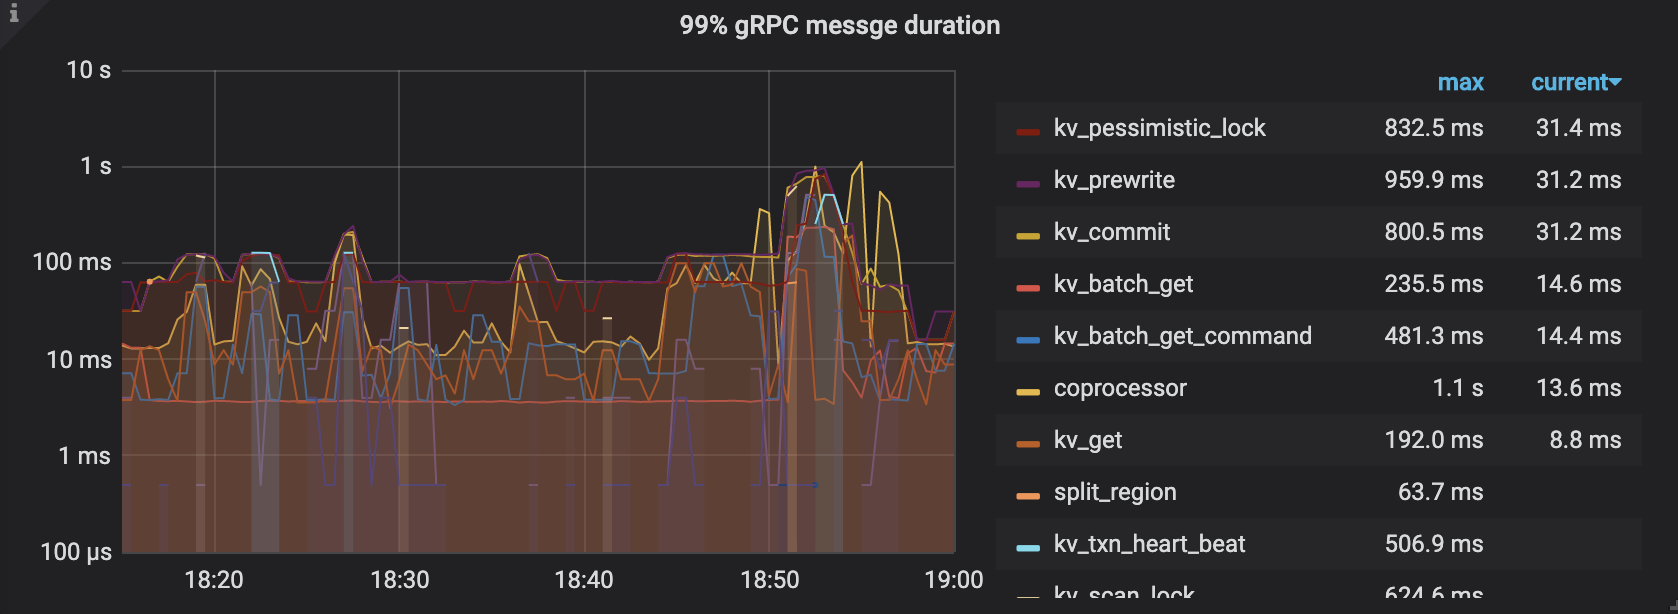 i
99% gRPC messge duration
max current
10 s
1 s
100 ms
10 ms
1 ms
100 µs
18:20 18:30 18:40 18:50 19:00
kv_pessimistic_lock 832.5 ms 31.4 ms
kv_prewrite 959.9 ms 31.2 ms
kv_commit 800.5 ms 31.2 ms
kv_batch_get 235.5 ms 14.6 ms
kv_batch_get_command 481.3 ms 14.4 ms
coprocessor 1.1 s 13.6 ms
kv_get 192.0 ms 8.8 ms
split_region 63.7 ms
kv_txn_heart_beat 506.9 ms
kv_scan_lock 624.6 ms